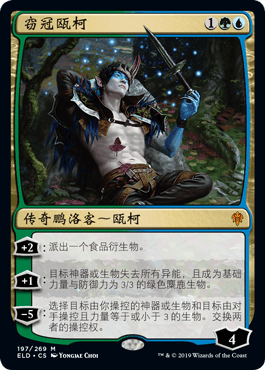 窃冠瓯柯 1
传奇鹏洛客～瓯柯
+2: 派出一个食品衍生物。
+1: 目标神器或生物失去所有异能，且成为基础
力量与防御力为 3/3 的绿色麋鹿生物。
-5: 选择目标由你操控的神器或生物和目标由对
手操控且力量等于或小于 3 的生物。交换两
者的操控权。
4
197/269 M
ELD • CS YONGJAE CHOI
™ & © 2019 Wizards of the Coast